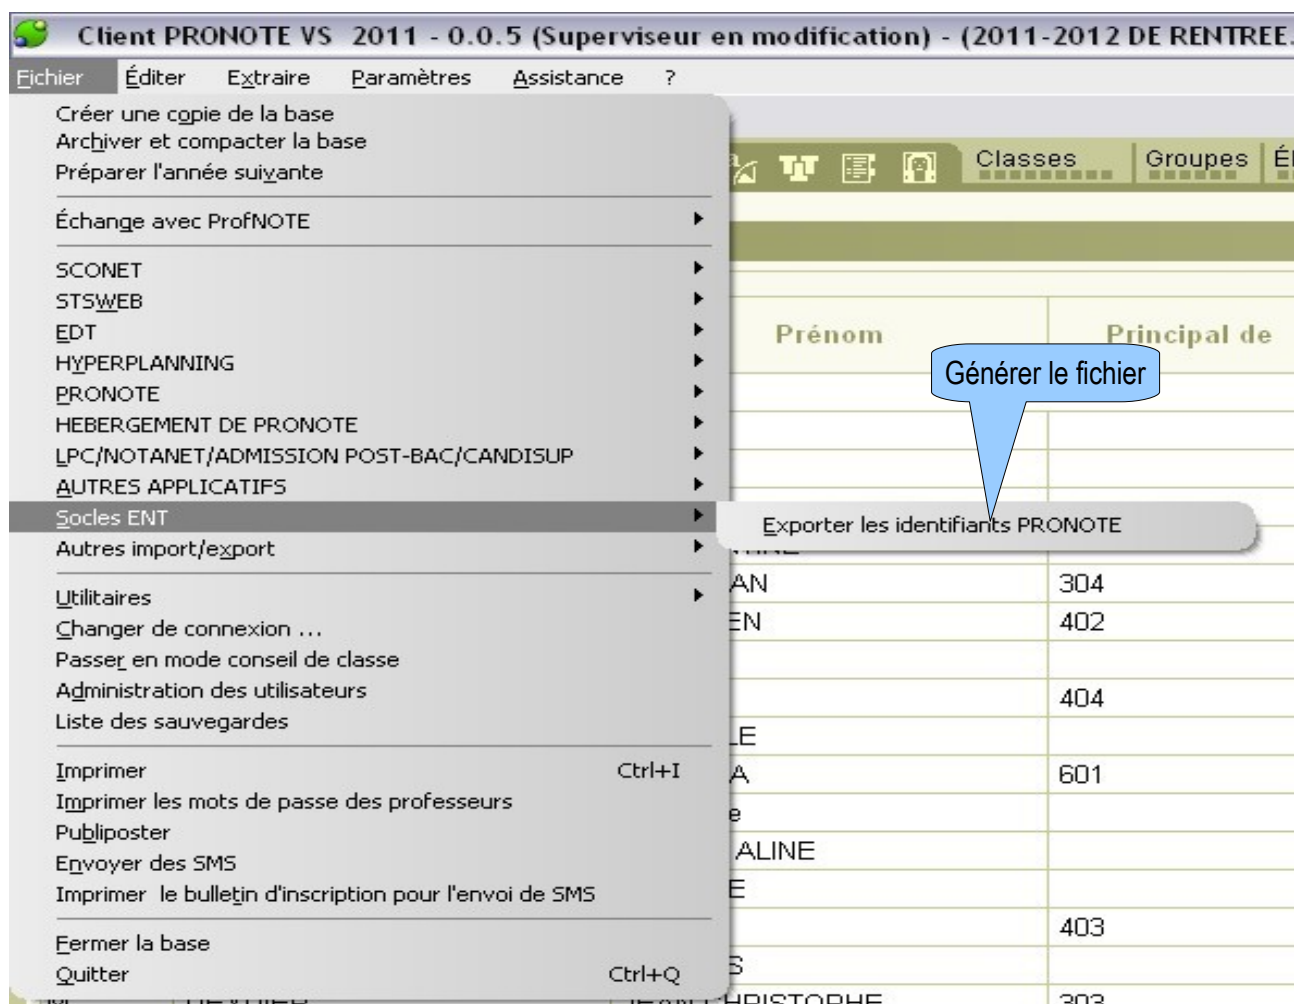 Client PRONOTE VS 2011 - 0.0.5 (Superviseur en modification) - (2011-2012 DE RENTREE.
Fichier Éditer Extraire Paramètres Assistance ?
Créer une copie de la base
Archiver et compacter la base
Préparer l'année suivante
Classes Groupes Él
Échange avec ProfNOTE
SCONET
STSWEB
EDT
Prénom Principal de
HYPERPLANNING
Générer le fichier
PRONOTE
HEBERGEMENT DE PRONOTE
LPC/NOTANET/ADMISSION POST-BAC/CANDISUP
AUTRES APPLICATIFS
Socles ENT
Exporter les identifiants PRONOTE
Autres import/export
AN 304
Utilitaires
Changer de connexion ...
EN 402
Passer en mode conseil de classe
Administration des utilisateurs
404
Liste des sauvegardes
LE
Imprimer Ctrl+I
A 601
Imprimer les mots de passe des professeurs
e
Publiposter
ALINE
Envoyer des SMS
Imprimer le bulletin d'inscription pour l'envoi de SMS
E
403
Fermer la base
S
Quitter Ctrl+Q
CHRISTOPHE 303